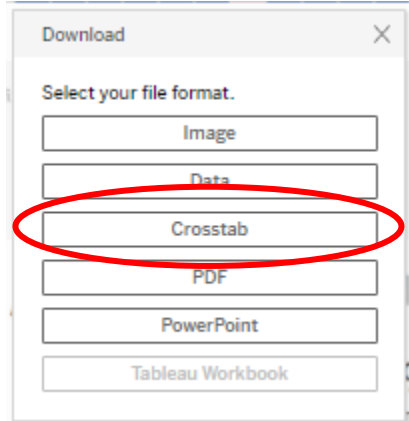 Download
Select your file format.
Image
Data
Crosstab
PDF
PowerPoint
Tableau Workbook